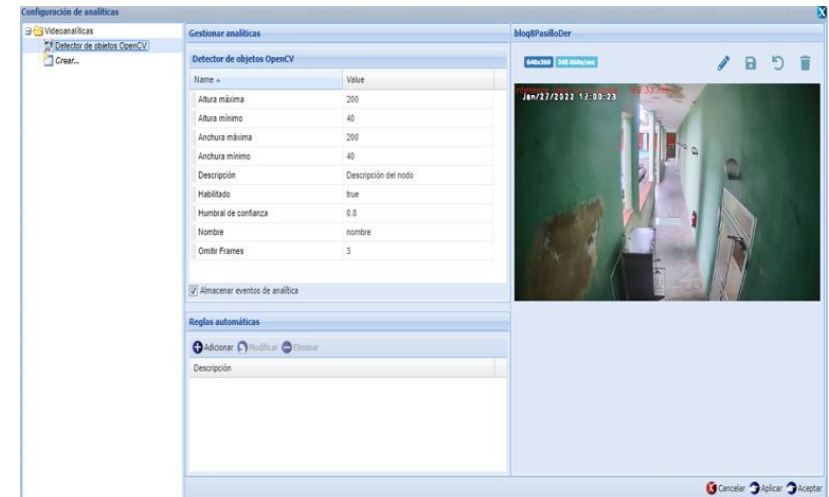 Configuración de analíticas
Videoanalíticas
Detector de objetos OpenCV
Crear...
Gestionar analíticas
Detector de objetos OpenCV
Name Value
Altura máxima 200
Altura mínimo 40
Anchura máxima 200
Anchura mínimo 40
Descripción Descripción del nodo
Habilitado true
Humbral de confianza 0.8
Nombre nombre
Omitir Frames 3
Almacenar eventos de analítica
Reglas automáticas
Adicionar Modificar Eliminar
Descripción
bloq8PasilloDer
640x360
Jan/27/2022 17:00:23
Cancelar Aplicar Aceptar